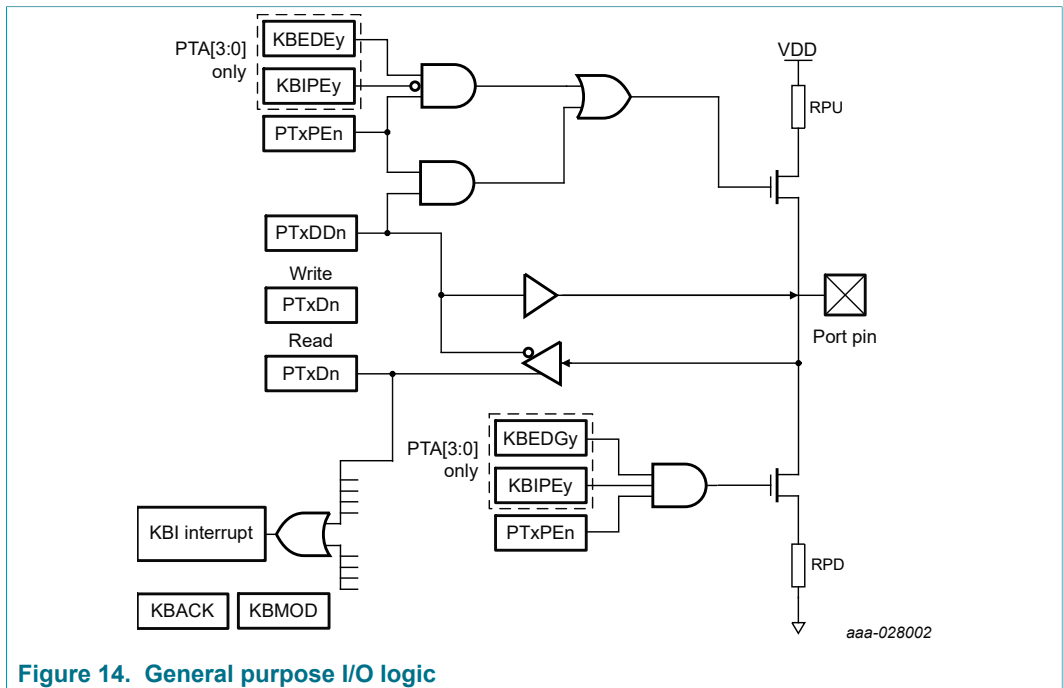 PTA[3:0]
only
KBEDEy
KBIPEy
PTxPEn
VDD
RPU
PTxDDn
Write
PTxDn
Read
PTxDn
Port pin
PTA[3:0]
only
KBEDGy
KBIPEy
PTxPEn
KBI interrupt
KBACK
KBMOD
RPD
aaa-028002
Figure 14. General purpose I/O logic